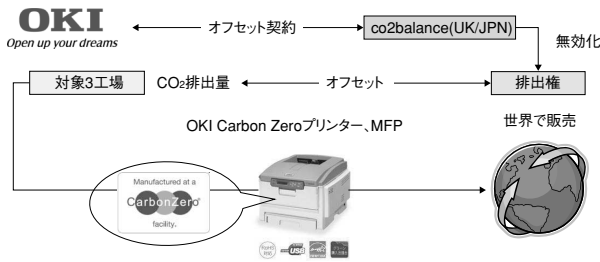 OKI
Open up your dreams
オフセット契約
co2balance(UK/JPN)
無効化
対象3工場
CO₂排出量
オフセット
排出権
OKI Carbon Zeroプリンター、MFP
世界で販売
Manufactured at a
CarbonZero
facility.
RoHS
USB